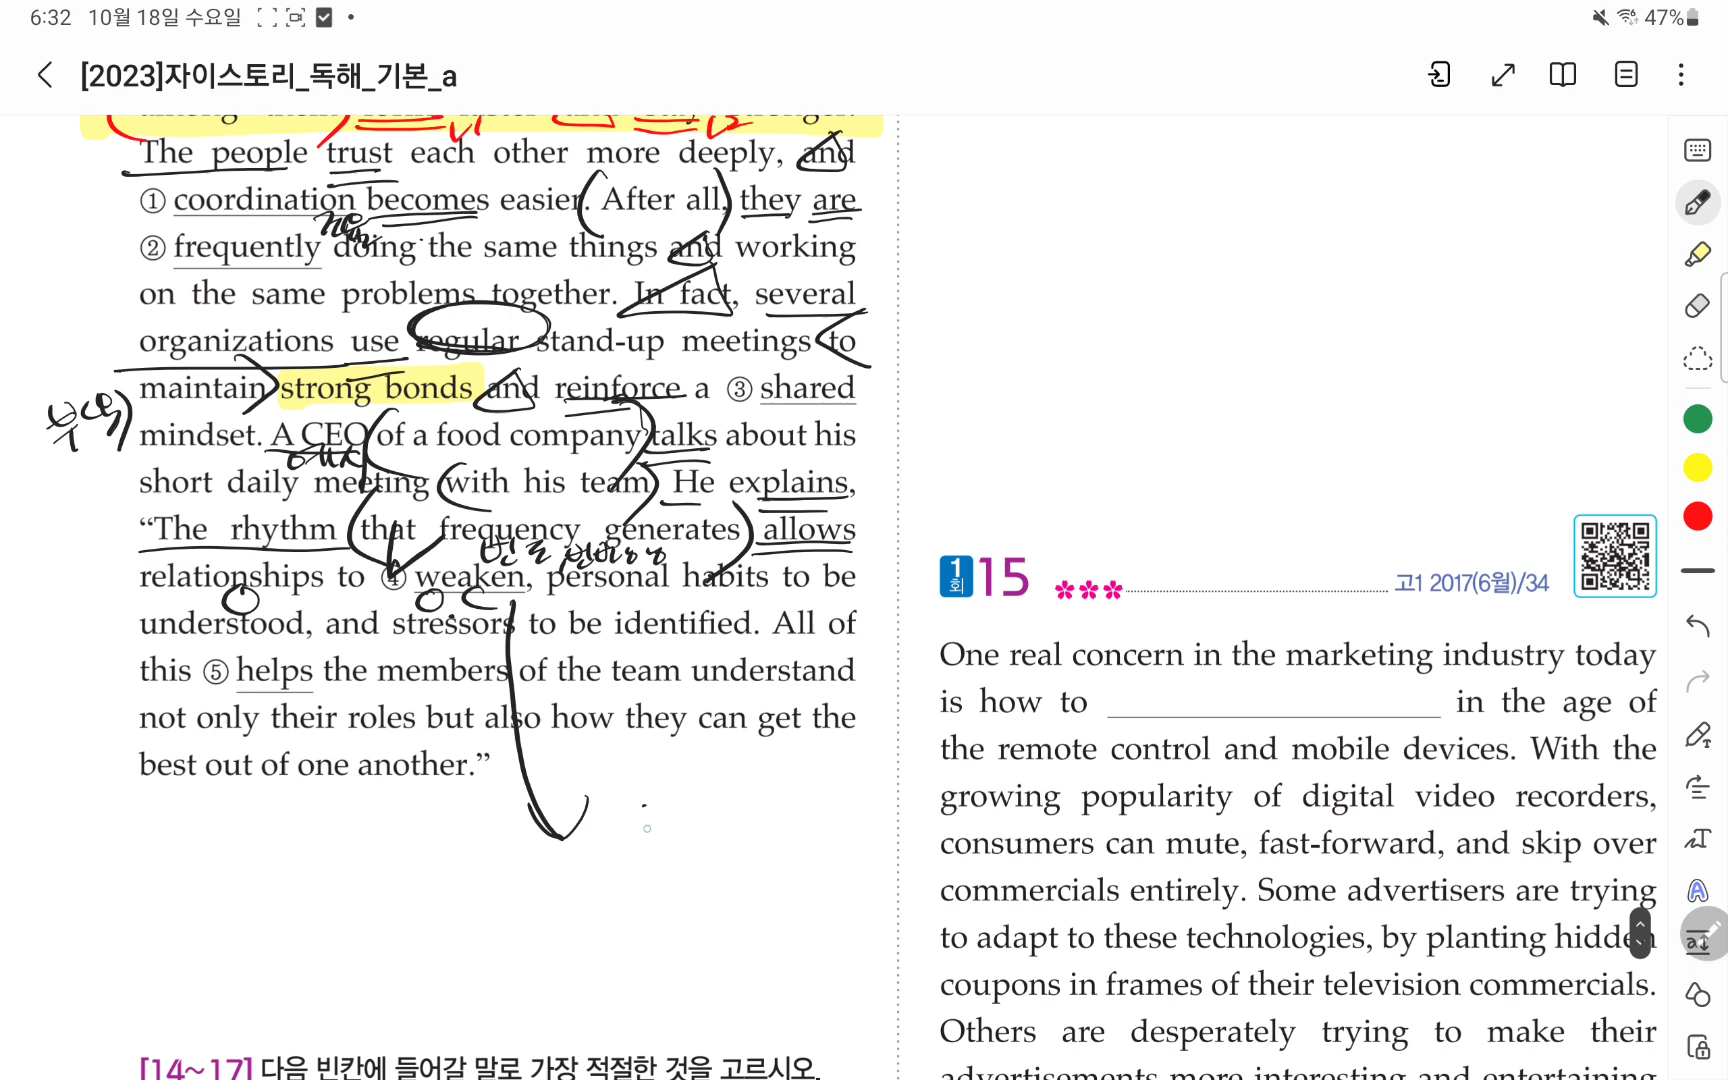 6:32 10월 18일 수요일
47%
[2023]자이스토리_독해_기본_a
The people trust each other more deeply, and
① coordination becomes easier. After all, they are
② frequently doing the same things and working
on the same problems together. In fact, several
organizations use regular stand-up meetings to
maintain strong bonds and reinforce a ③ shared
mindset. A CEO of a food company talks about his
short daily meeting with his team. He explains,
“The rhythm that frequency generates allows
relationships to ④ weaken, personal habits to be
understood, and stressors to be identified. All of
this ⑤ helps the members of the team understand
not only their roles but also how they can get the
best out of one another.”
[14~17] 다음 빈칸에 들어갈 말로 가장 적절한 것을 고르시오.
1회 15 고1 2017(6월)/34
One real concern in the marketing industry today
is how to ____________________ in the age of
the remote control and mobile devices. With the
growing popularity of digital video recorders,
consumers can mute, fast-forward, and skip over
commercials entirely. Some advertisers are trying
to adapt to these technologies, by planting hidden
coupons in frames of their television commercials.
Others are desperately trying to make their
advertisements more interesting and entertaining